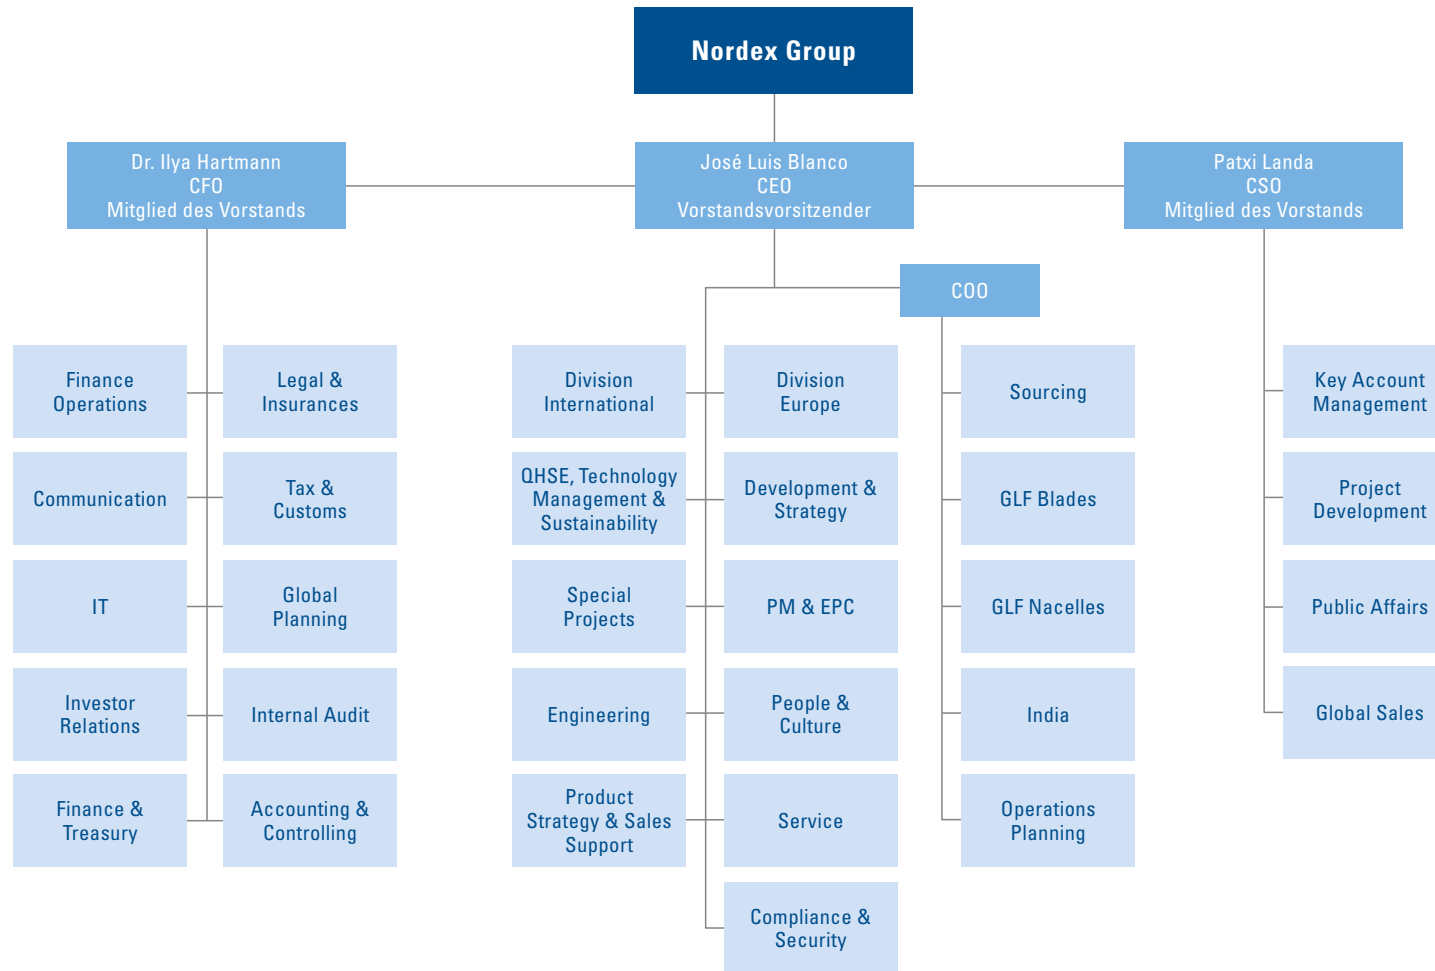 Nordex Group
Dr. Ilya Hartmann
CFO
Mitglied des Vorstands
José Luis Blanco
CEO
Vorstandsvorsitzender
Patxi Landa
CSO
Mitglied des Vorstands
COO
Finance
Operations
Legal &
Insurances
Communication
Tax &
Customs
IT
Global
Planning
Investor
Relations
Internal Audit
Finance &
Treasury
Accounting &
Controlling
Division
International
Division
Europe
QHSE, Technology
Management &
Sustainability
Development &
Strategy
Special
Projects
PM & EPC
Engineering
People &
Culture
Product
Strategy & Sales
Support
Service
Compliance &
Security
Sourcing
GLF Blades
GLF Nacelles
India
Operations
Planning
Key Account
Management
Project
Development
Public Affairs
Global Sales